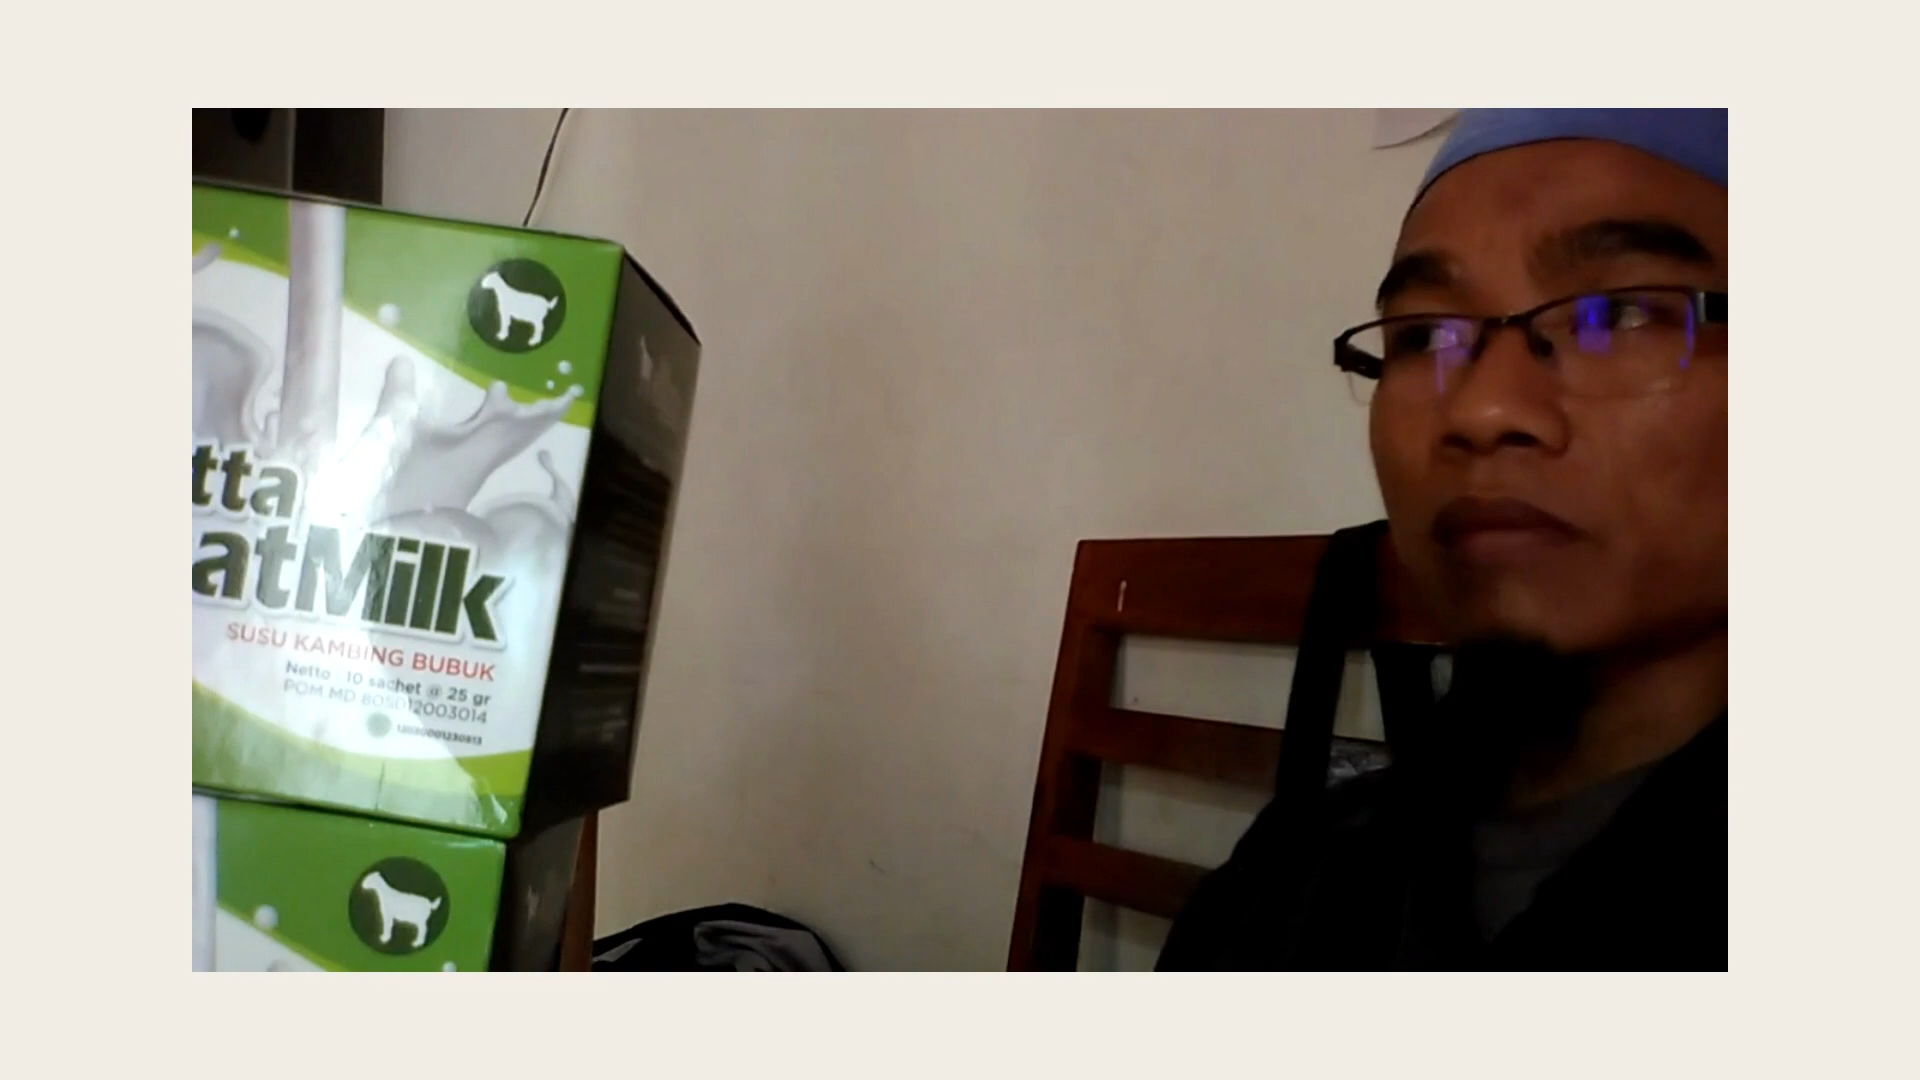 tta
atMilk
SUSU KAMBING BUBUK
Netto 10 sachet @ 25 gr
POM MD 805012003014